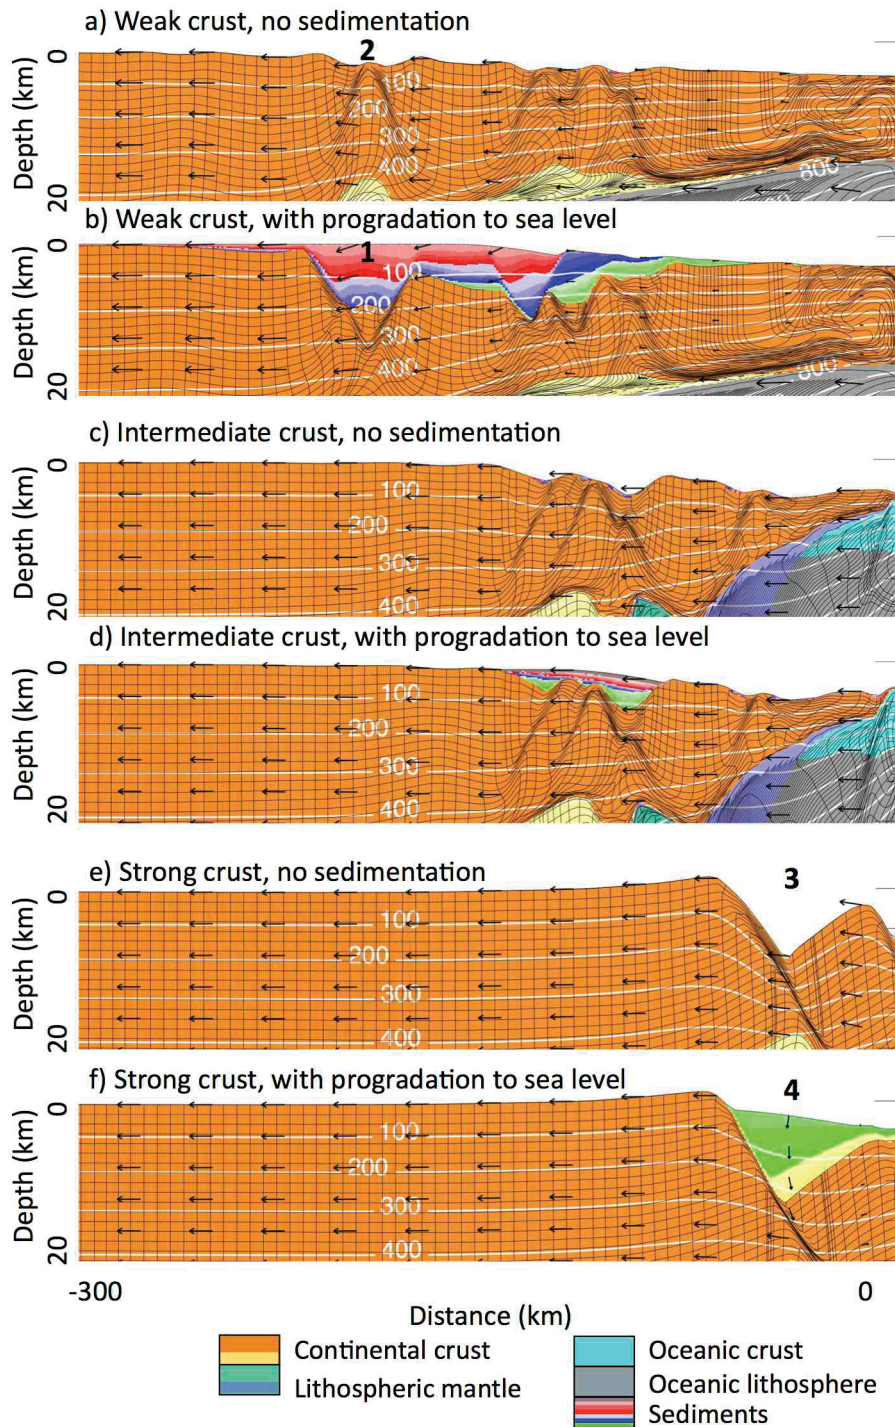 a) Weak crust, no sedimentation
0
2
100
200
300
400
800
20
Depth (km)
b) Weak crust, with progradation to sea level
0
1
100
200
300
400
800
20
Depth (km)
c) Intermediate crust, no sedimentation
0
100
200
300
400
20
Depth (km)
d) Intermediate crust, with progradation to sea level
0
100
200
300
400
20
Depth (km)
e) Strong crust, no sedimentation
3
0
100
200
300
400
20
Depth (km)
f) Strong crust, with progradation to sea level
4
0
100
200
300
400
20
Depth (km)
-300
0
Distance (km)
Continental crust
Lithospheric mantle
Oceanic crust
Oceanic lithosphere
Sediments